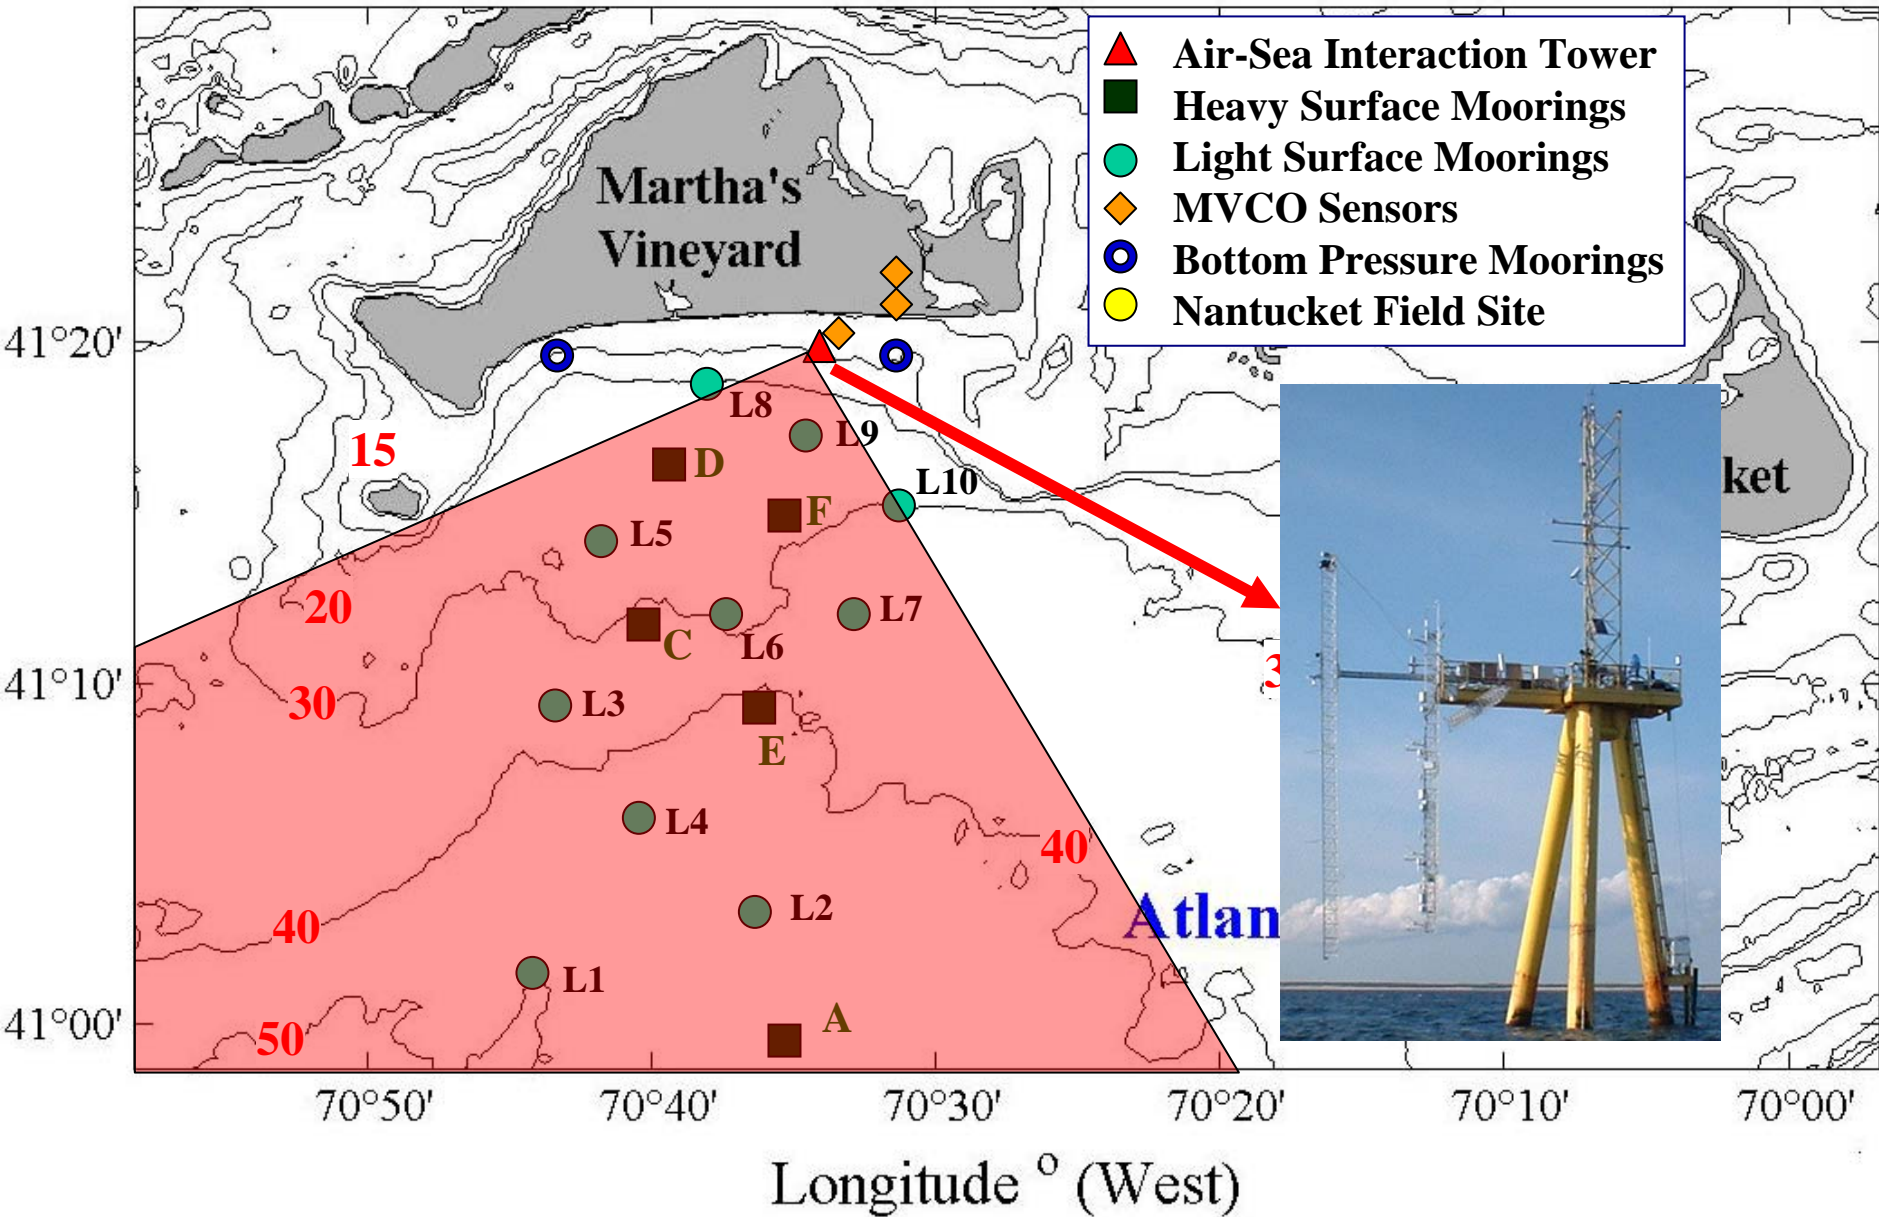 Air-Sea Interaction Tower
Heavy Surface Moorings
Light Surface Moorings
MVCO Sensors
Bottom Pressure Moorings
Nantucket Field Site
Martha's
Vineyard
41°20'
L8
L9
15
D
L10
ket
F
L5
20
L7
C
L6
3
41°10'
30
L3
E
L4
40
40
L2
Atlan
L1
A
41°00'
50
70°50'
70°40'
70°30'
70°20'
70°10'
70°00'
Longitude ° (West)